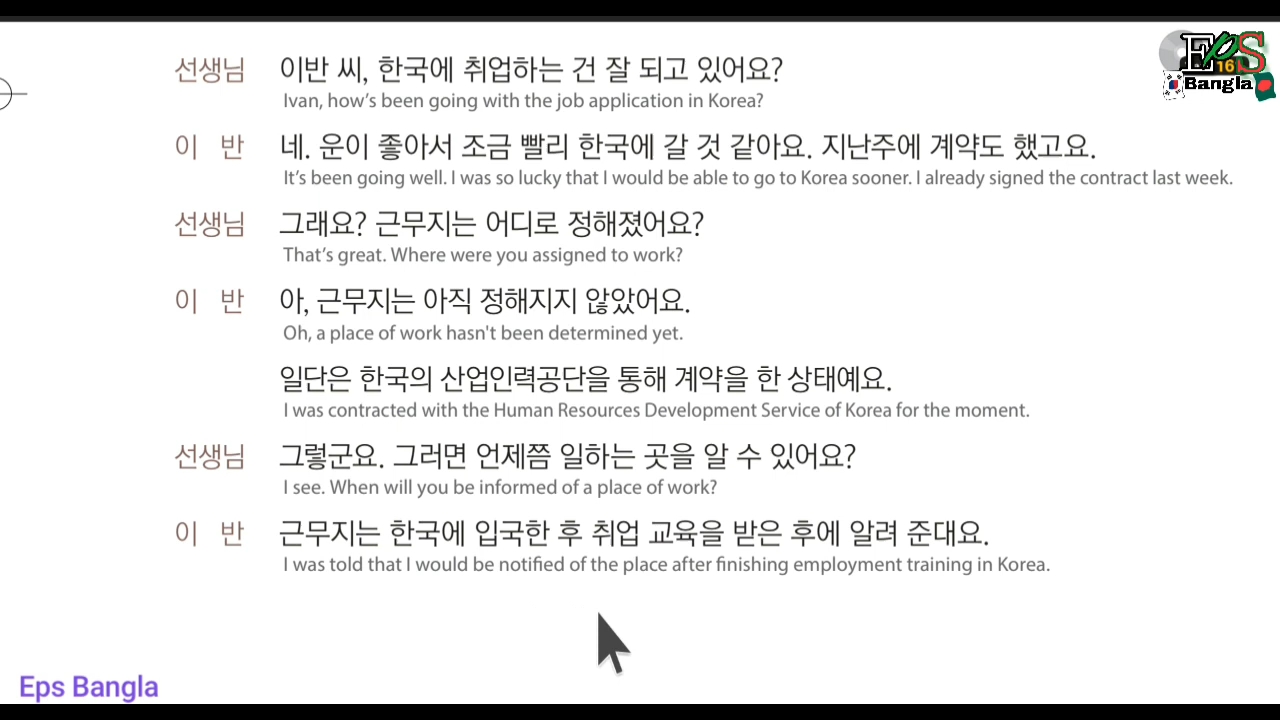 EPS
16
Bangla
선생님 이반 씨, 한국에 취업하는 건 잘 되고 있어요?
Ivan, how's been going with the job application in Korea?
이 반 네. 운이 좋아서 조금 빨리 한국에 갈 것 같아요. 지난주에 계약도 했고요.
It's been going well. I was so lucky that I would be able to go to Korea sooner. I already signed the contract last week.
선생님 그래요? 근무지는 어디로 정해졌어요?
That's great. Where were you assigned to work?
이 반 아, 근무지는 아직 정해지지 않았어요.
Oh, a place of work hasn't been determined yet.
일단은 한국의 산업인력공단을 통해 계약을 한 상태예요.
I was contracted with the Human Resources Development Service of Korea for the moment.
선생님 그렇군요. 그러면 언제쯤 일하는 곳을 알 수 있어요?
I see. When will you be informed of a place of work?
이 반 근무지는 한국에 입국한 후 취업 교육을 받은 후에 알려 준대요.
I was told that I would be notified of the place after finishing employment training in Korea.
Eps Bangla